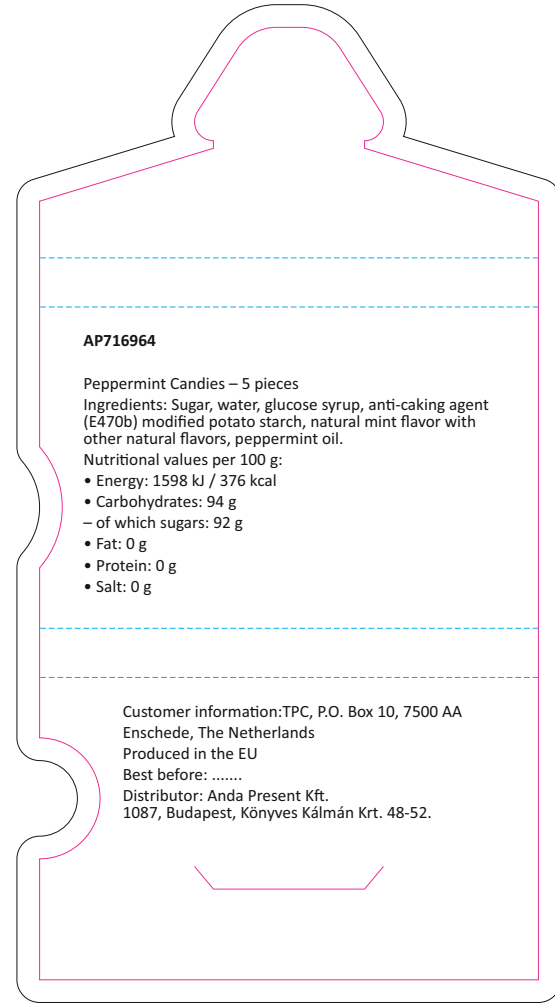 AP716964
Peppermint Candies – 5 pieces
Ingredients: Sugar, water, glucose syrup, anti-caking agent
(E470b) modified potato starch, natural mint flavor with
other natural flavors, peppermint oil.
Nutritional values per 100 g:
• Energy: 1598 kJ / 376 kcal
• Carbohydrates: 94 g
– of which sugars: 92 g
• Fat: 0 g
• Protein: 0 g
• Salt: 0 g
Customer information:TPC, P.O. Box 10, 7500 AA
Enschede, The Netherlands
Produced in the EU
Best before: .......
Distributor: Anda Present Kft.
1087, Budapest, Könyves Kálmán Krt. 48-52.